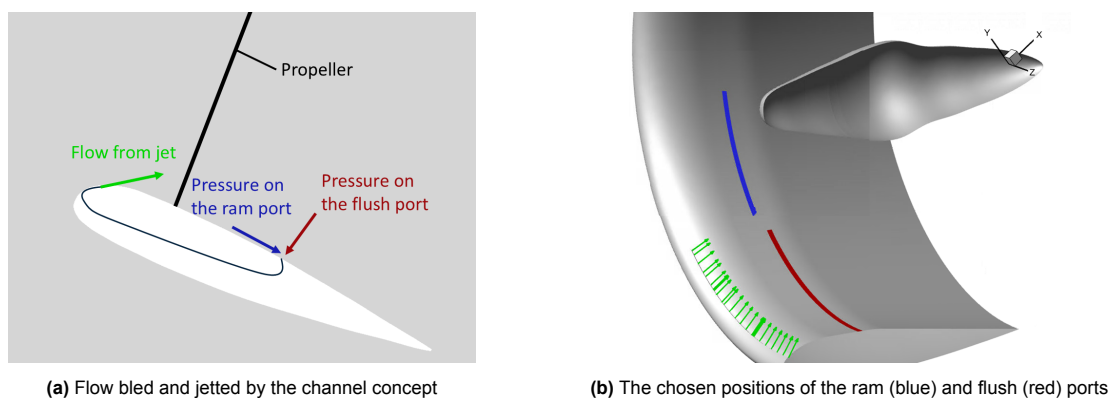 Propeller
Flow from jet
Pressure on
the ram port
Pressure on
the flush port
Y
X
Z
(a) Flow bled and jetted by the channel concept
(b) The chosen positions of the ram (blue) and flush (red) ports